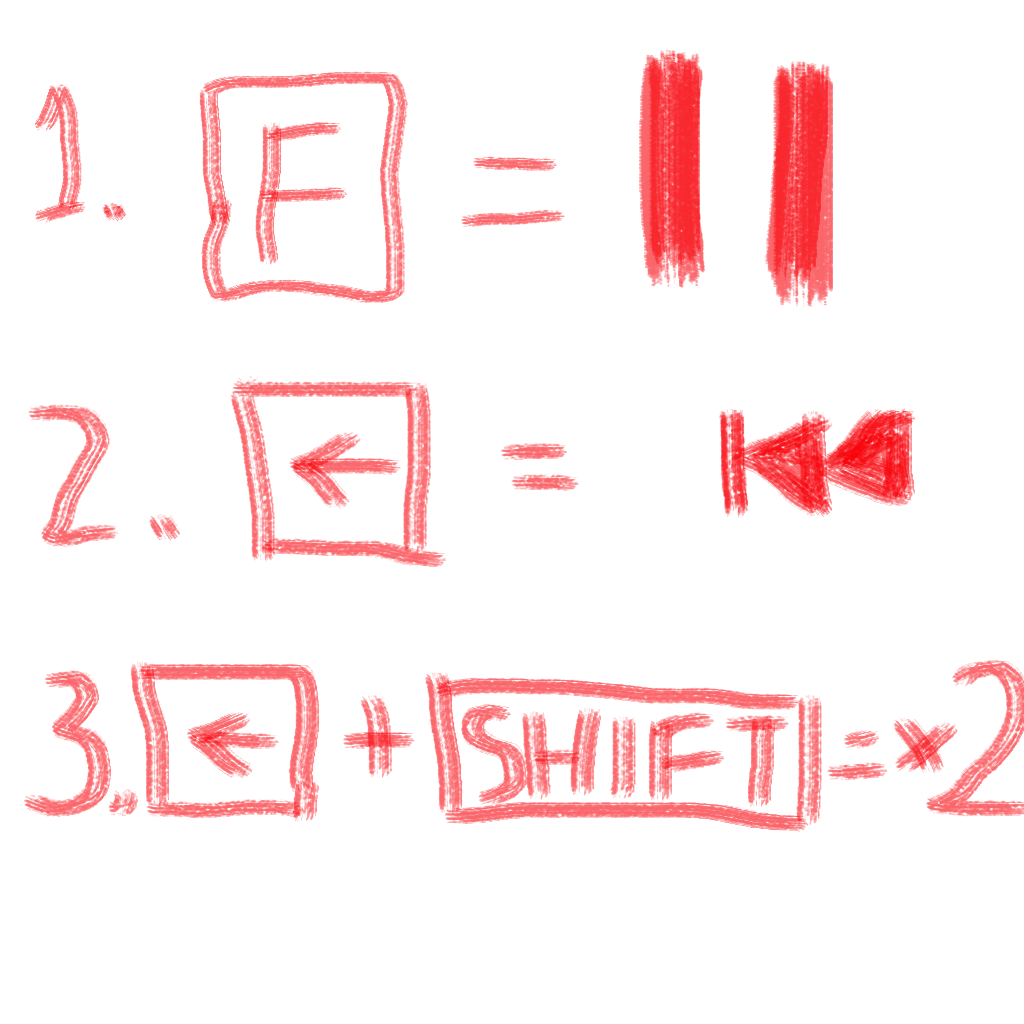 1. F =
2. ← =
3. ← + SHIFT = ×2